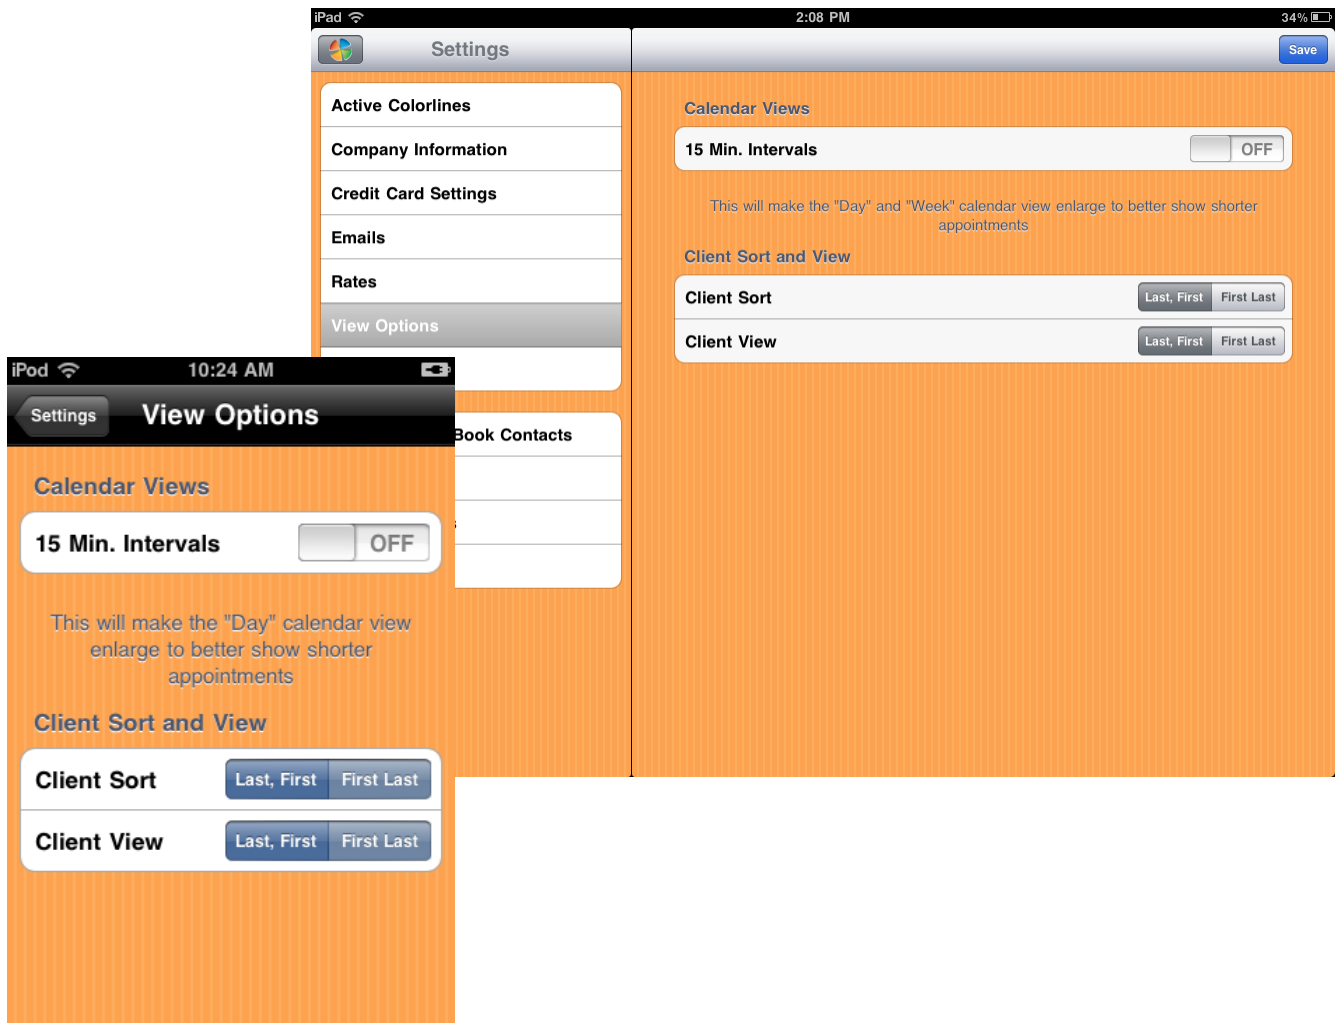 iPad
2:08 PM
34%
Settings
Save
Active Colorlines
Company Information
Credit Card Settings
Emails
Rates
View Options
Book Contacts
Calendar Views
15 Min. Intervals
OFF
This will make the "Day" and "Week" calendar view enlarge to better show shorter
appointments
Client Sort and View
Client Sort
Last, First
First Last
Client View
Last, First
First Last
iPod
10:24 AM
Settings
View Options
Calendar Views
15 Min. Intervals
OFF
This will make the "Day" calendar view
enlarge to better show shorter
appointments
Client Sort and View
Client Sort
Last, First
First Last
Client View
Last, First
First Last